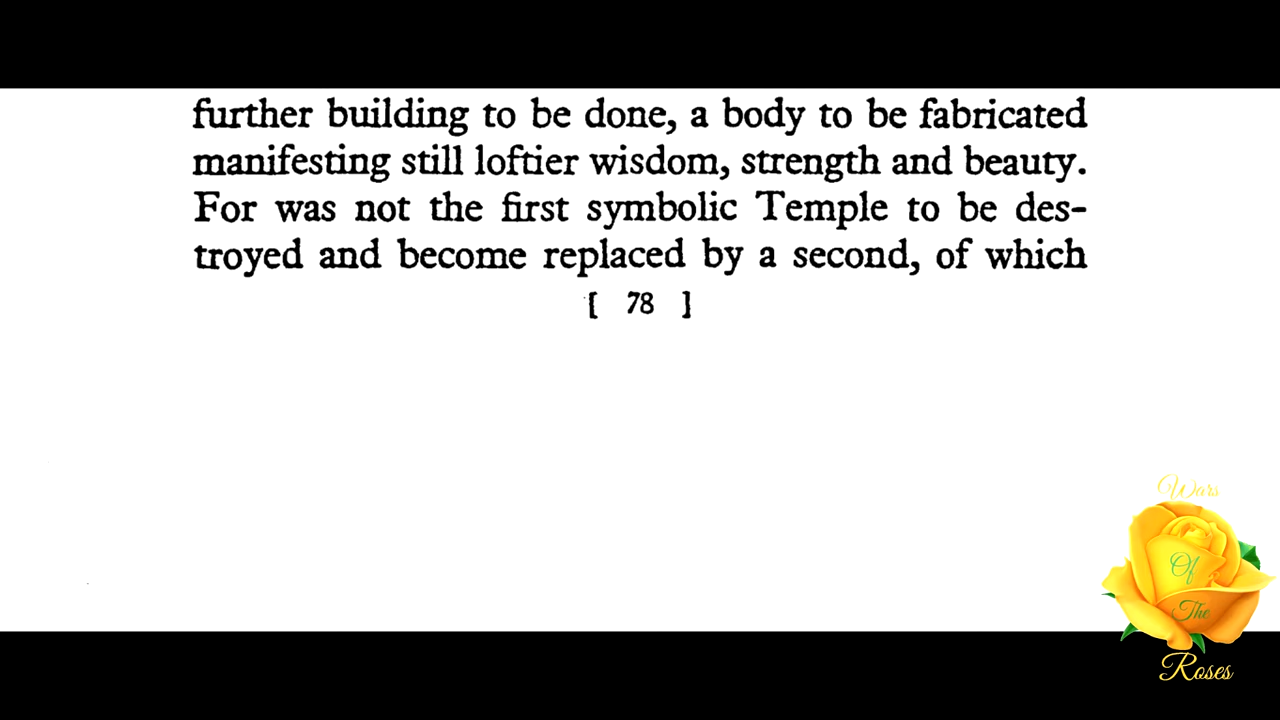 further building to be done, a body to be fabricated
manifesting still loftier wisdom, strength and beauty.
For was not the first symbolic Temple to be des-
troyed and become replaced by a second, of which
[ 78 ]
Wars
Of
The
Roses